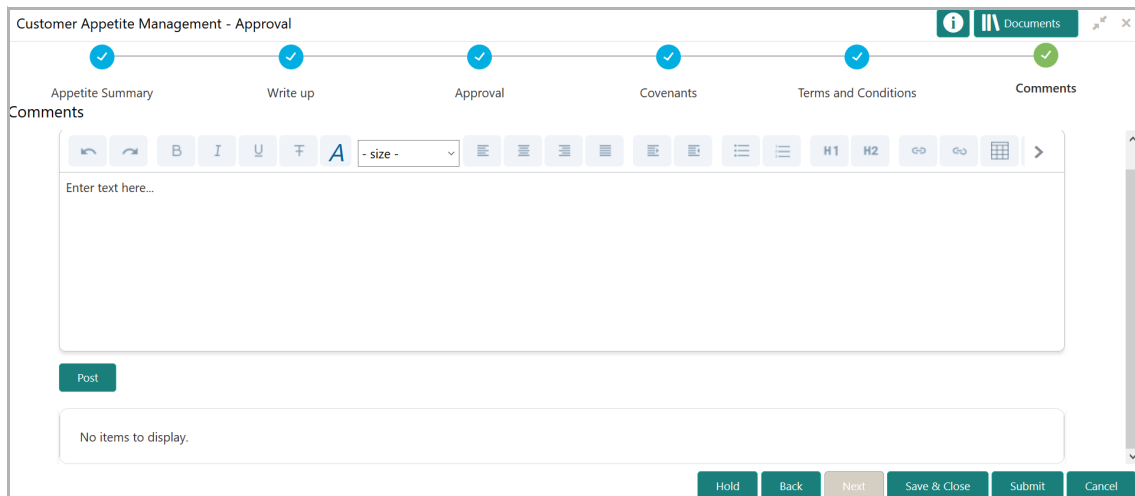 Customer Appetite Management - Approval
Documents
Appetite Summary Write up Approval Covenants Terms and Conditions Comments
Comments
B I U T A - size - H1 H2
Enter text here...
Post
No items to display.
Hold Back Next Save & Close Submit Cancel